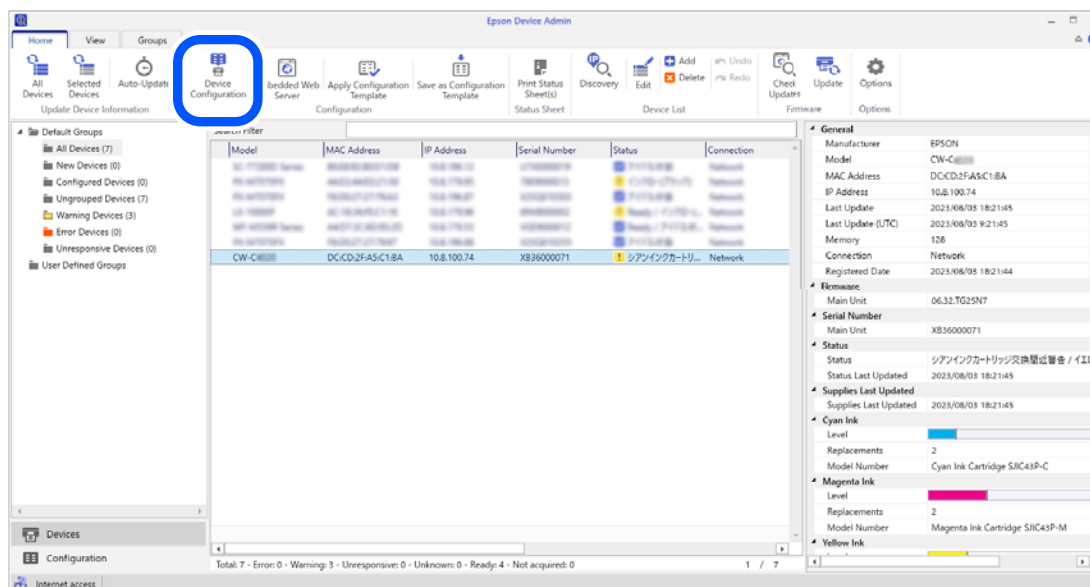 Epson Device Admin
Home View Groups
All Devices
Selected Devices
Auto-Update
Update Device Information
Device Configuration
bedded Web Server
Apply Configuration Template
Save as Configuration Template
Configuration
Print Status Sheet(s)
Status Sheet
Discovery
Edit
Add
Delete
Undo
Redo
Device List
Check Updates
Update
Firmware
Options
Options
Default Groups
All Devices (7)
New Devices (0)
Configured Devices (0)
Ungrouped Devices (7)
Warning Devices (3)
Error Devices (0)
Unresponsive Devices (0)
User Defined Groups
Devices
Configuration
Internet access
Search Filter
Model MAC Address IP Address Serial Number Status Connection
CW-C DC:CD:2F:A5:C1:8A 10.8.100.74 XB36000071 シアンインクカートリ... Network
Total: 7 - Error: 0 - Warning: 3 - Unresponsive: 0 - Unknown: 0 - Ready: 4 - Not acquired: 0
1 / 7
General
Manufacturer EPSON
Model CW-C
MAC Address DC:CD:2F:A5:C1:8A
IP Address 10.8.100.74
Last Update 2023/08/03 18:21:45
Last Update (UTC) 2023/08/03 9:21:45
Memory 128
Connection Network
Registered Date 2023/08/03 18:21:44
Firmware
Main Unit 06.32.TG25N7
Serial Number
Main Unit XB36000071
Status
Status シアンインクカートリッジ交換間近警告 / イエロ
Status Last Updated 2023/08/03 18:21:45
Supplies Last Updated
Supplies Last Updated 2023/08/03 18:21:45
Cyan Ink
Level
Replacements 2
Model Number Cyan Ink Cartridge SJIC43P-C
Magenta Ink
Level
Replacements 2
Model Number Magenta Ink Cartridge SJIC43P-M
Yellow Ink